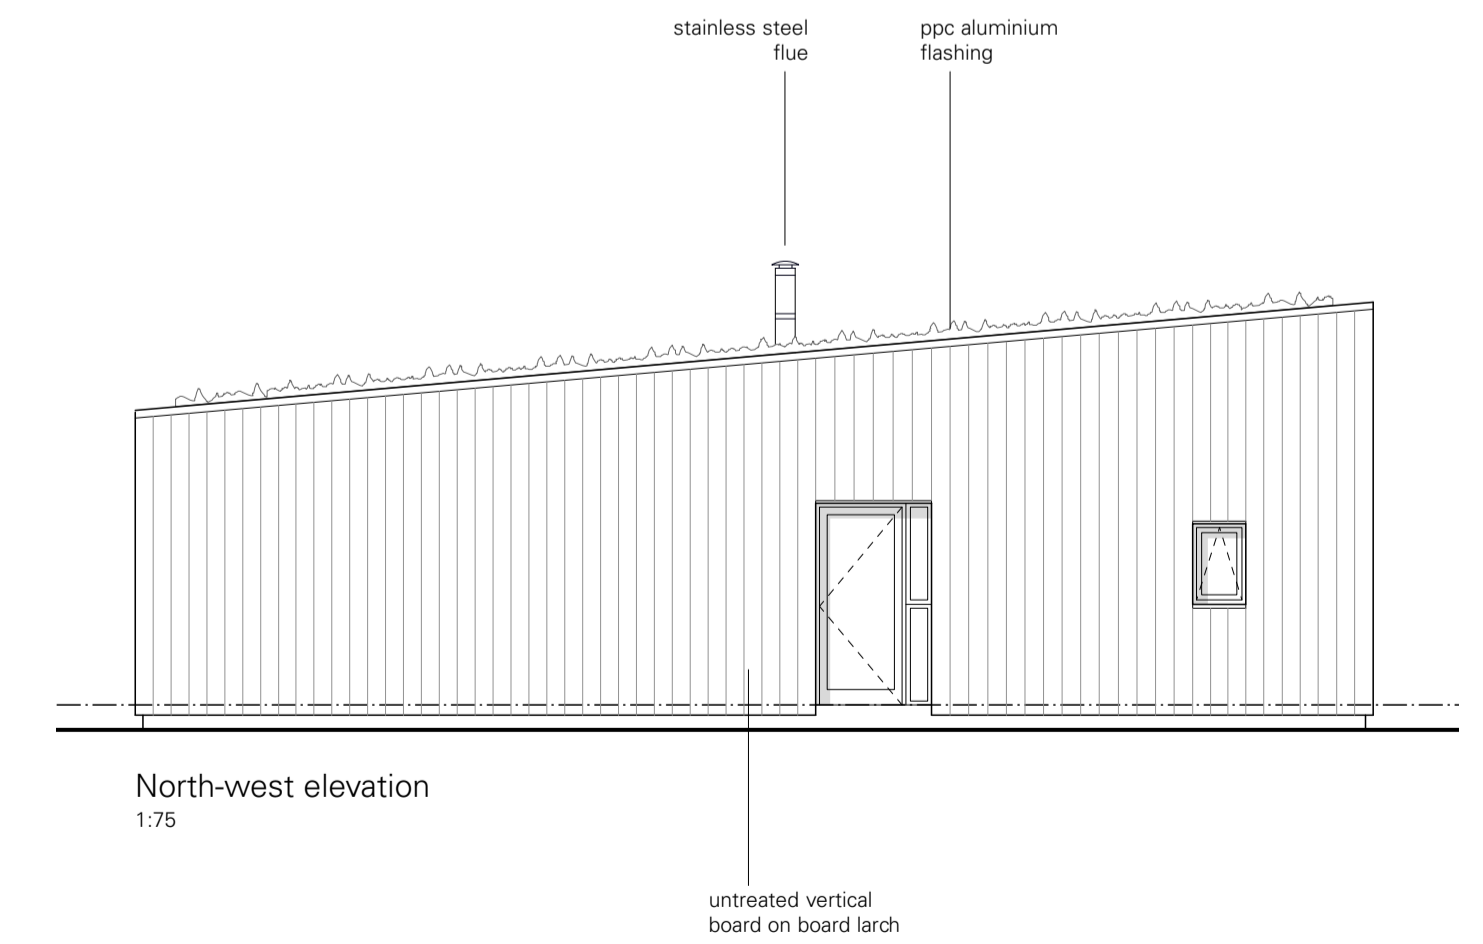 stainless steel
flue
ppc aluminium
flashing
North-west elevation
1:75
untreated vertical
board on board larch